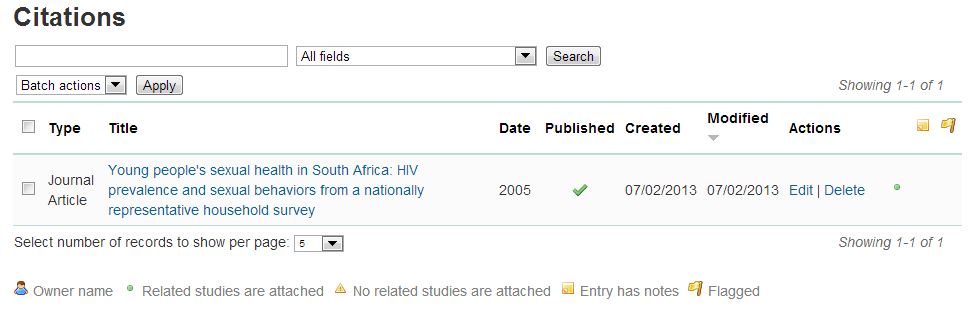 Citations
All fields Search
Batch actions Apply Showing 1-1 of 1
Type Title Date Published Created Modified Actions
Journal Article Young people's sexual health in South Africa: HIV
prevalence and sexual behaviors from a nationally
representative household survey 2005 07/02/2013 07/02/2013 Edit | Delete
Select number of records to show per page: 5 Showing 1-1 of 1
Owner name Related studies are attached No related studies are attached Entry has notes Flagged